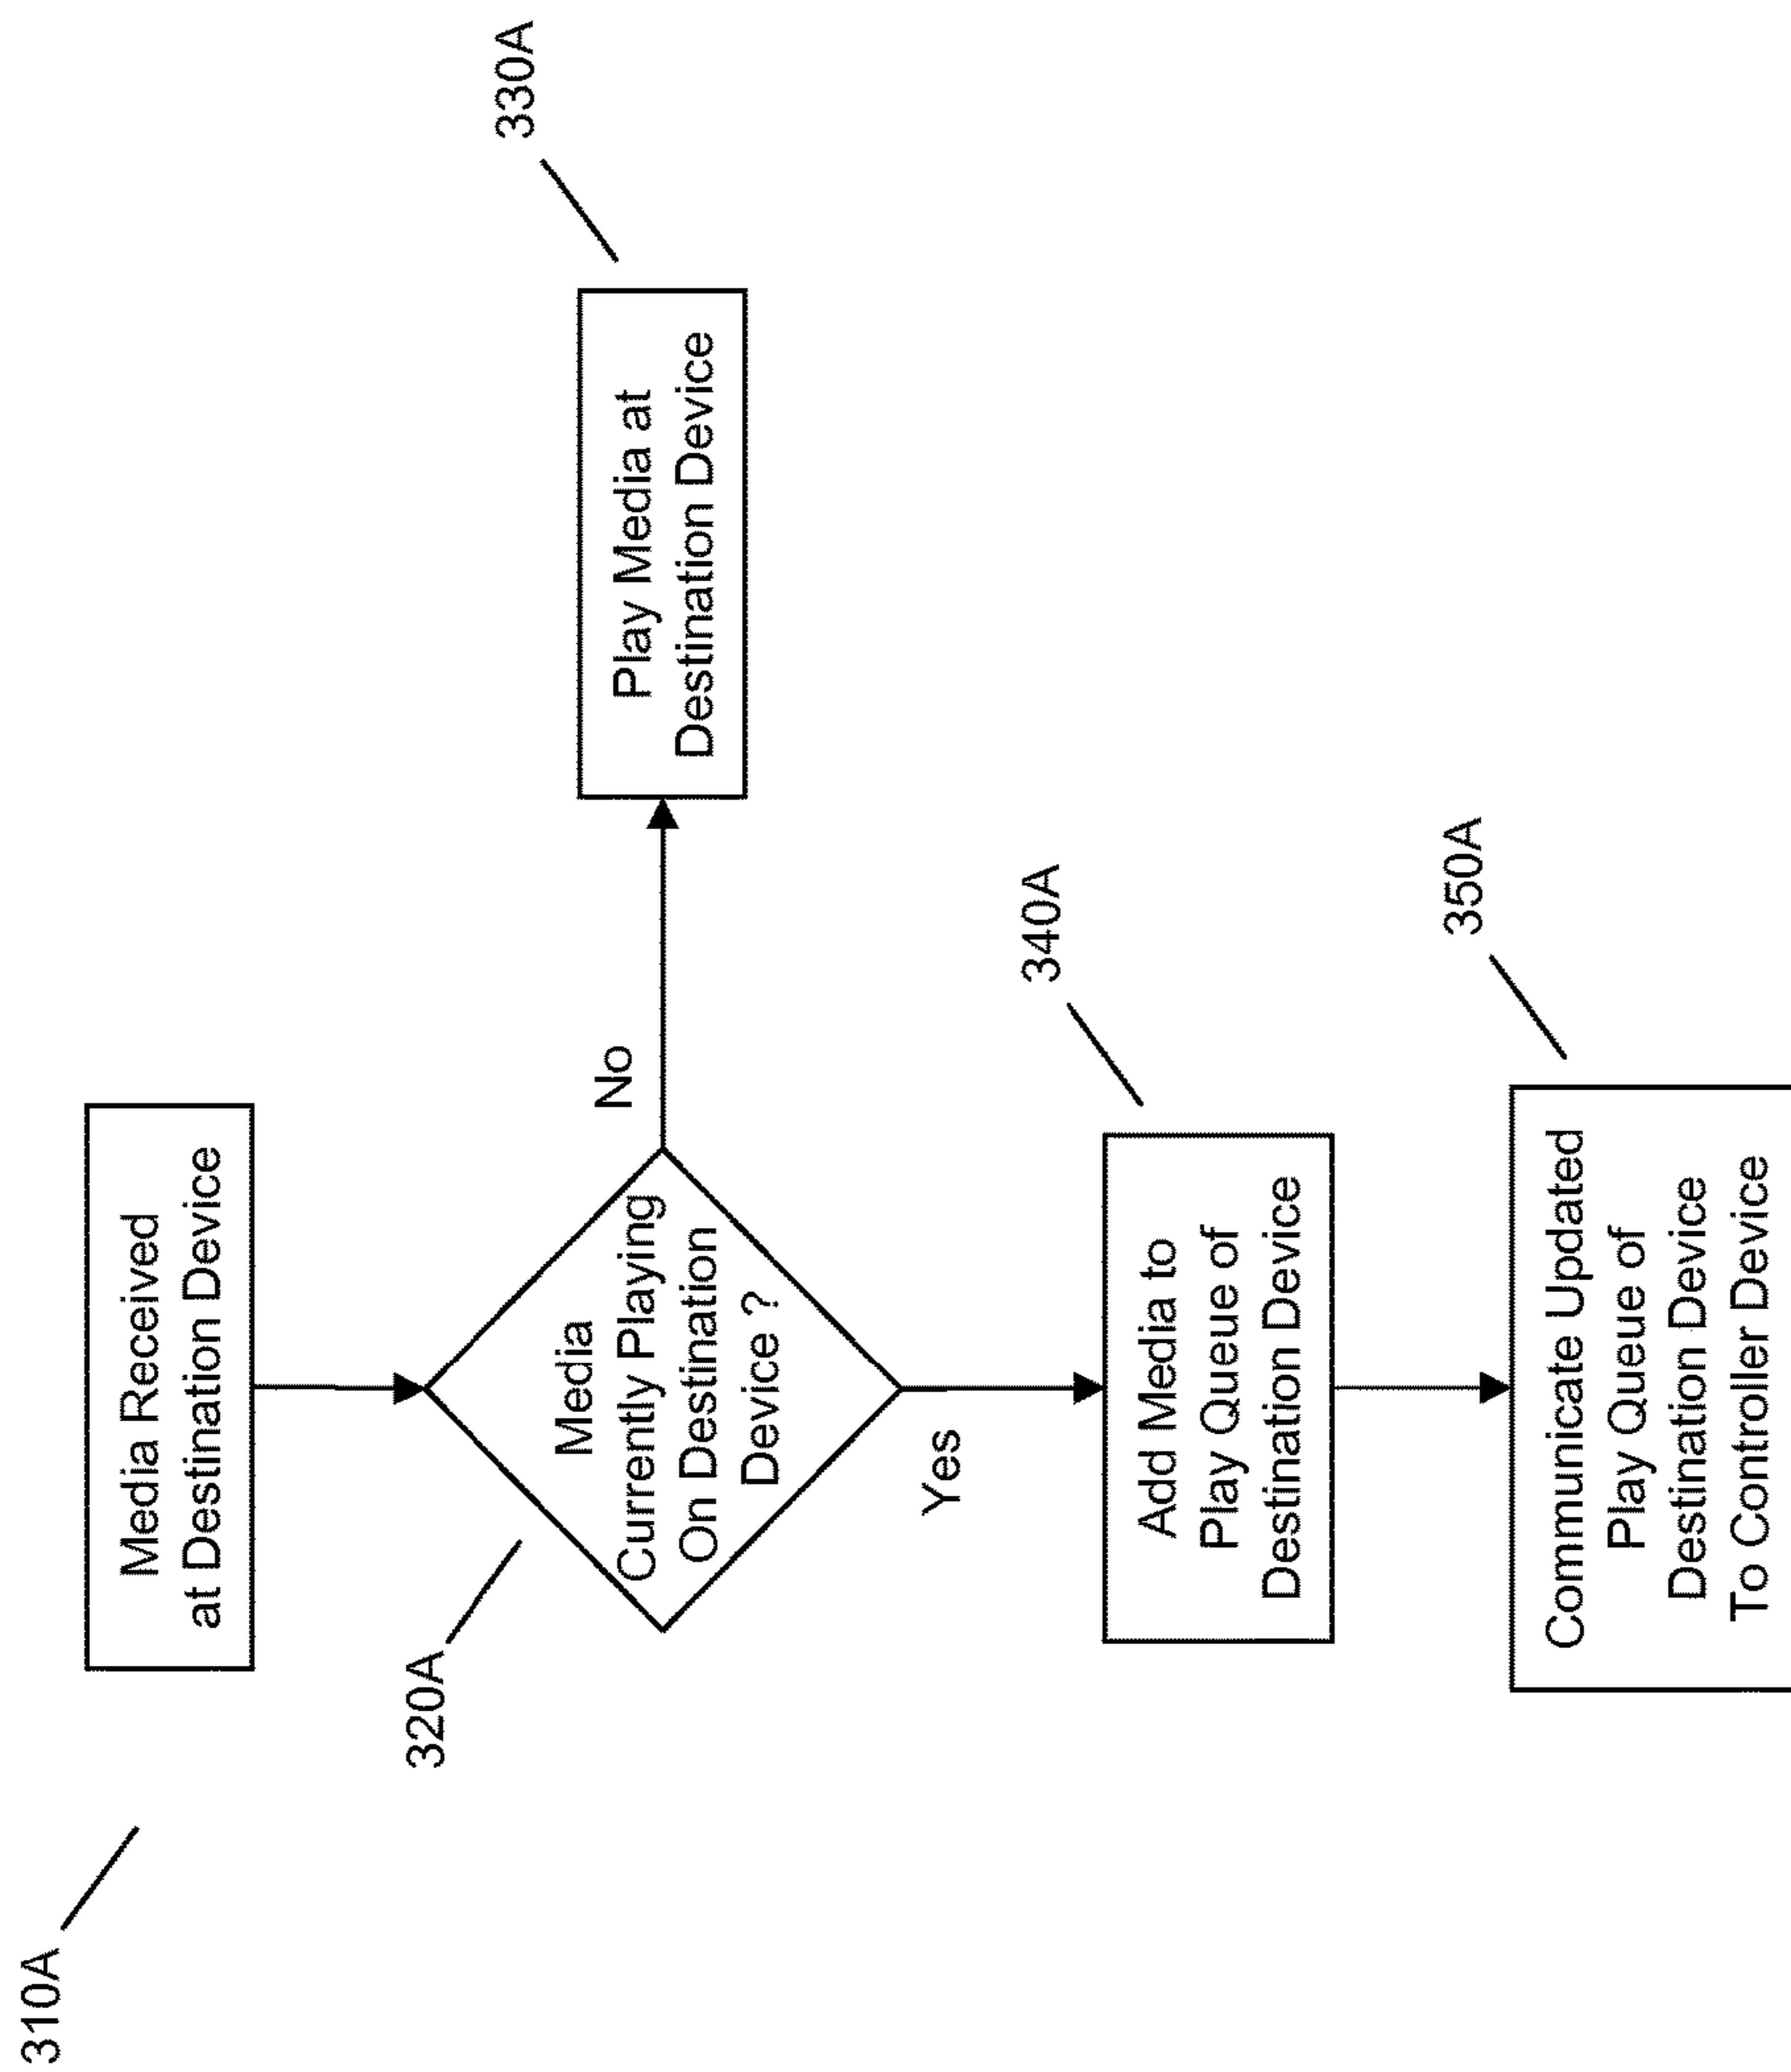 310A
Media Received
at Destination Device
320A
Media
Currently Playing
On Destination
Device ?
No
330A
Play Media at
Destination Device
Yes
340A
Add Media to
Play Queue of
Destination Device
350A
Communicate Updated
Play Queue of
Destination Device
To Controller Device